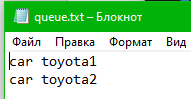 queue.txt – Блокнот
Файл Правка Формат Вид
car toyota1
car toyota2